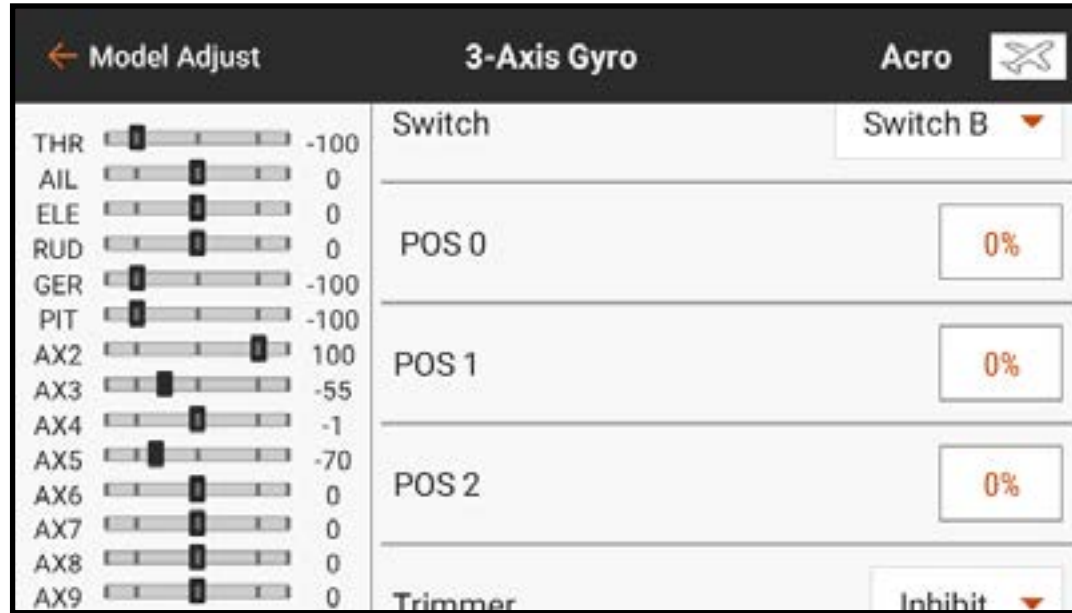 Model Adjust
3-Axis Gyro
Acro
THR -100
AIL 0
ELE 0
RUD 0
GER -100
PIT -100
AX2 100
AX3 -55
AX4 -1
AX5 -70
AX6 0
AX7 0
AX8 0
AX9 0
Switch Switch B
POS 0 0%
POS 1 0%
POS 2 0%
Trimmer Inhibit